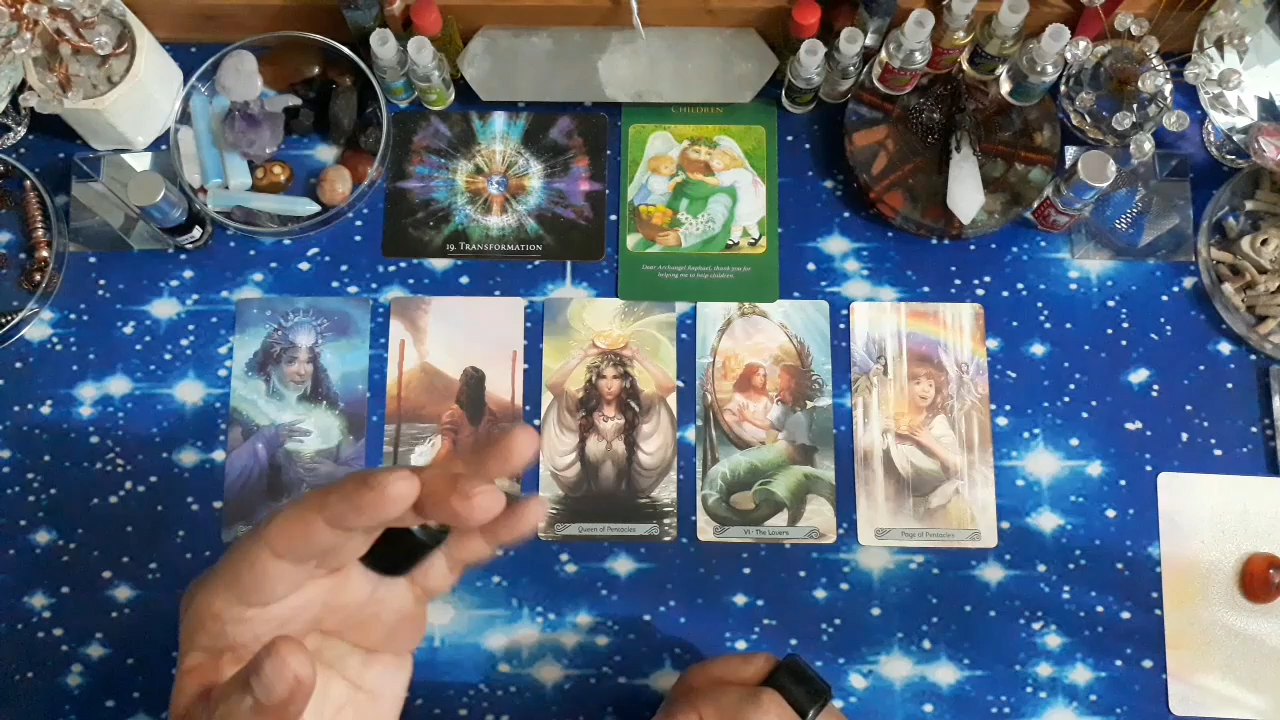 CHILDREN
19. TRANSFORMATION
Dear Archangel Raphael, thank you for
helping me to help children.
Queen of Pentacles
VI · The Lovers
Page of Pentacles